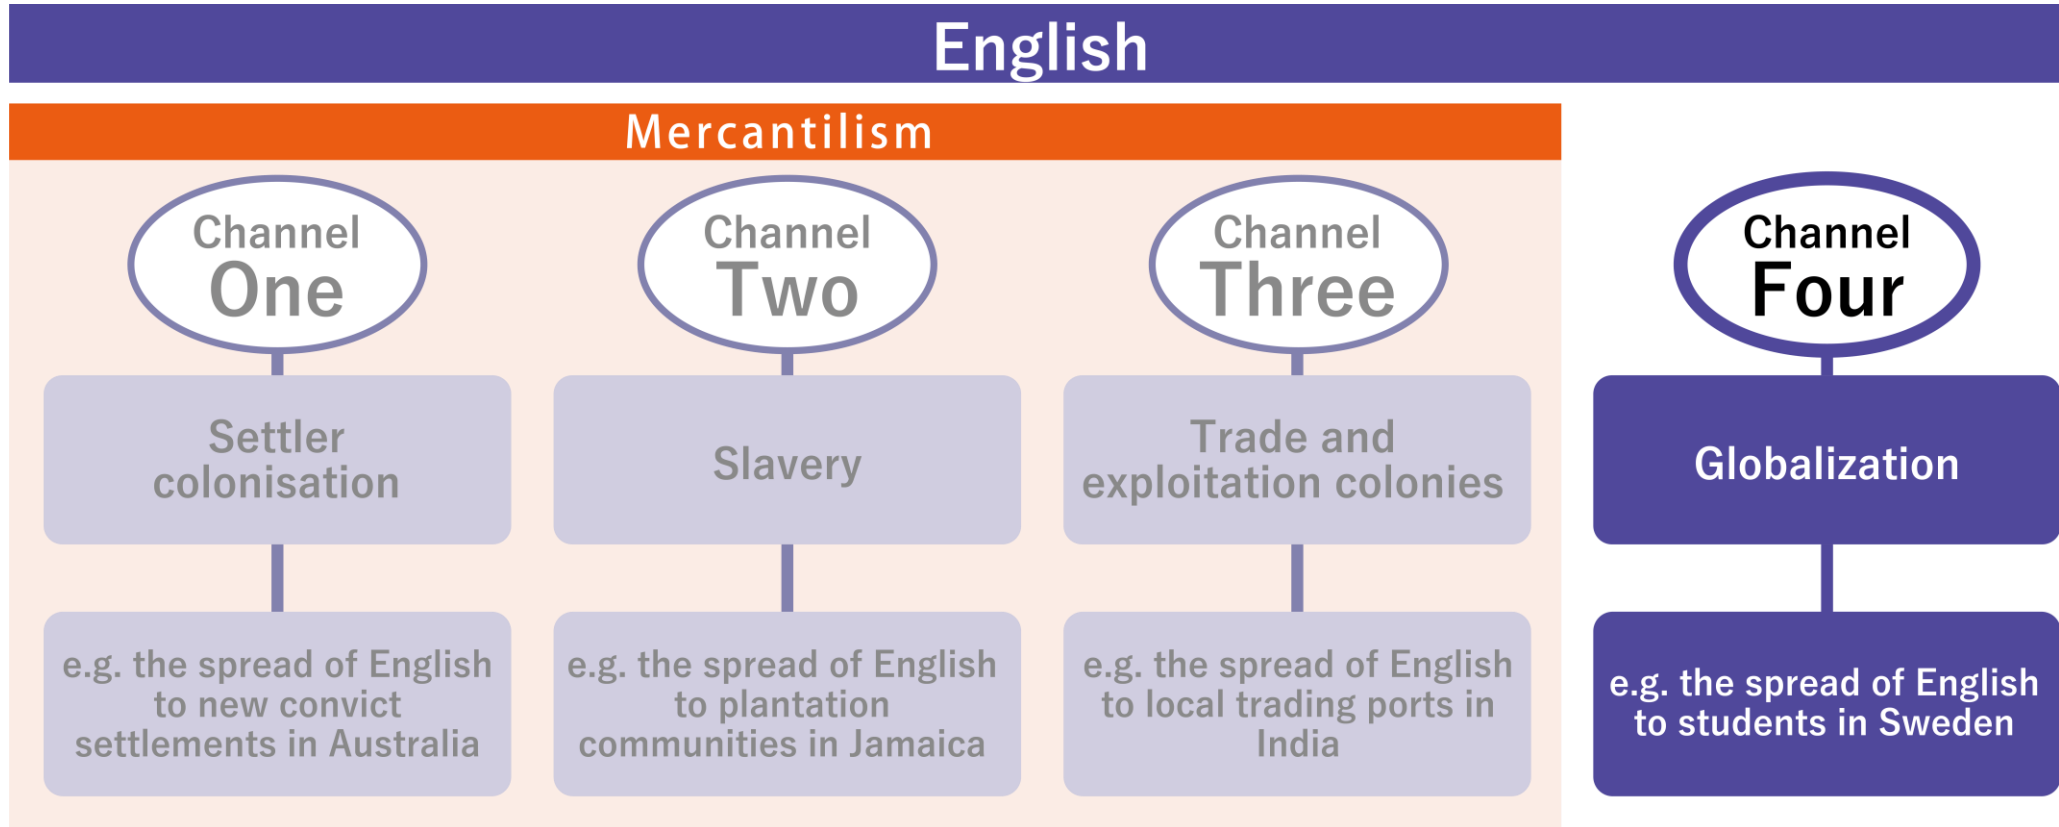 English
Mercantilism
Channel
One
Settler
colonisation
e.g. the spread of English
to new convict
settlements in Australia
Channel
Two
Slavery
e.g. the spread of English
to plantation
communities in Jamaica
Channel
Three
Trade and
exploitation colonies
e.g. the spread of English
to local trading ports in
India
Channel
Four
Globalization
e.g. the spread of English
to students in Sweden